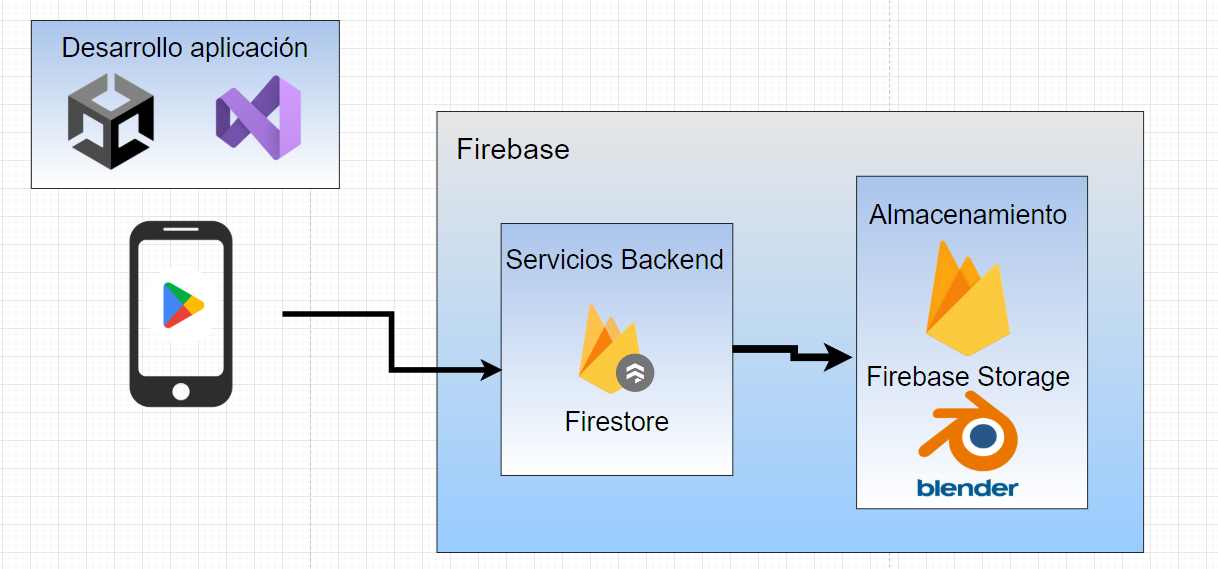 Desarrollo aplicación
Firebase
Servicios Backend
Firestore
Almacenamiento
Firebase Storage
blender